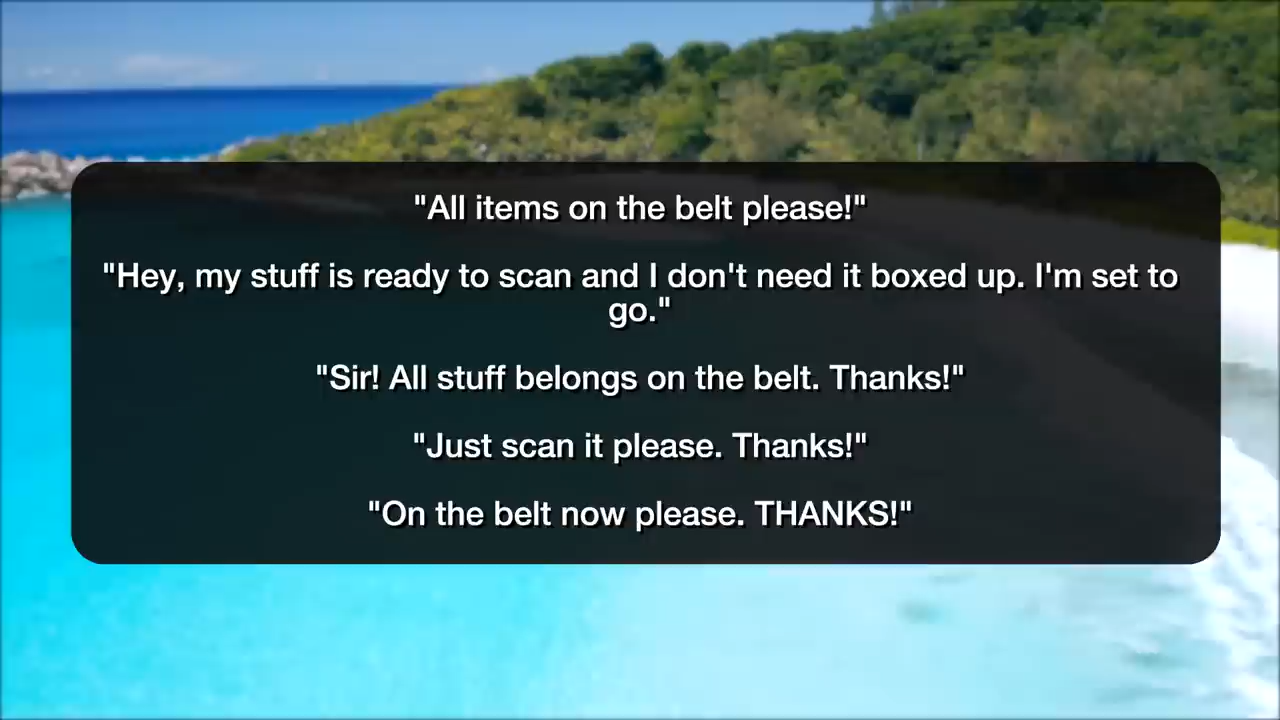 "All items on the belt please!"
"Hey, my stuff is ready to scan and I don't need it boxed up. I'm set to
go."
"Sir! All stuff belongs on the belt. Thanks!"
"Just scan it please. Thanks!"
"On the belt now please. THANKS!"